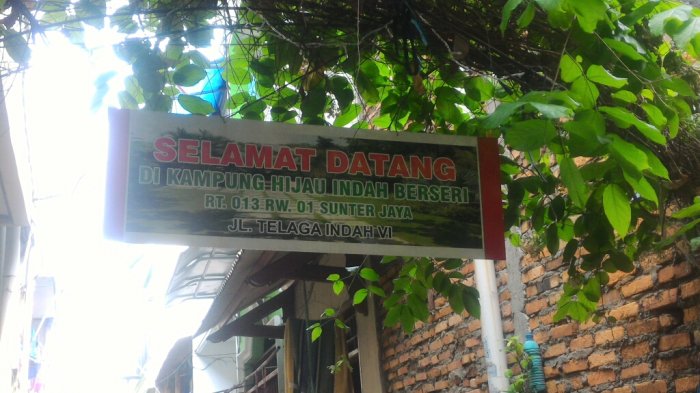 SELAMAT DATANG
DI KAMPUNG HIJAU INDAH BERSERI
RT. 013 RW. 01 SUNTER JAYA
JL. TELAGA INDAH VI